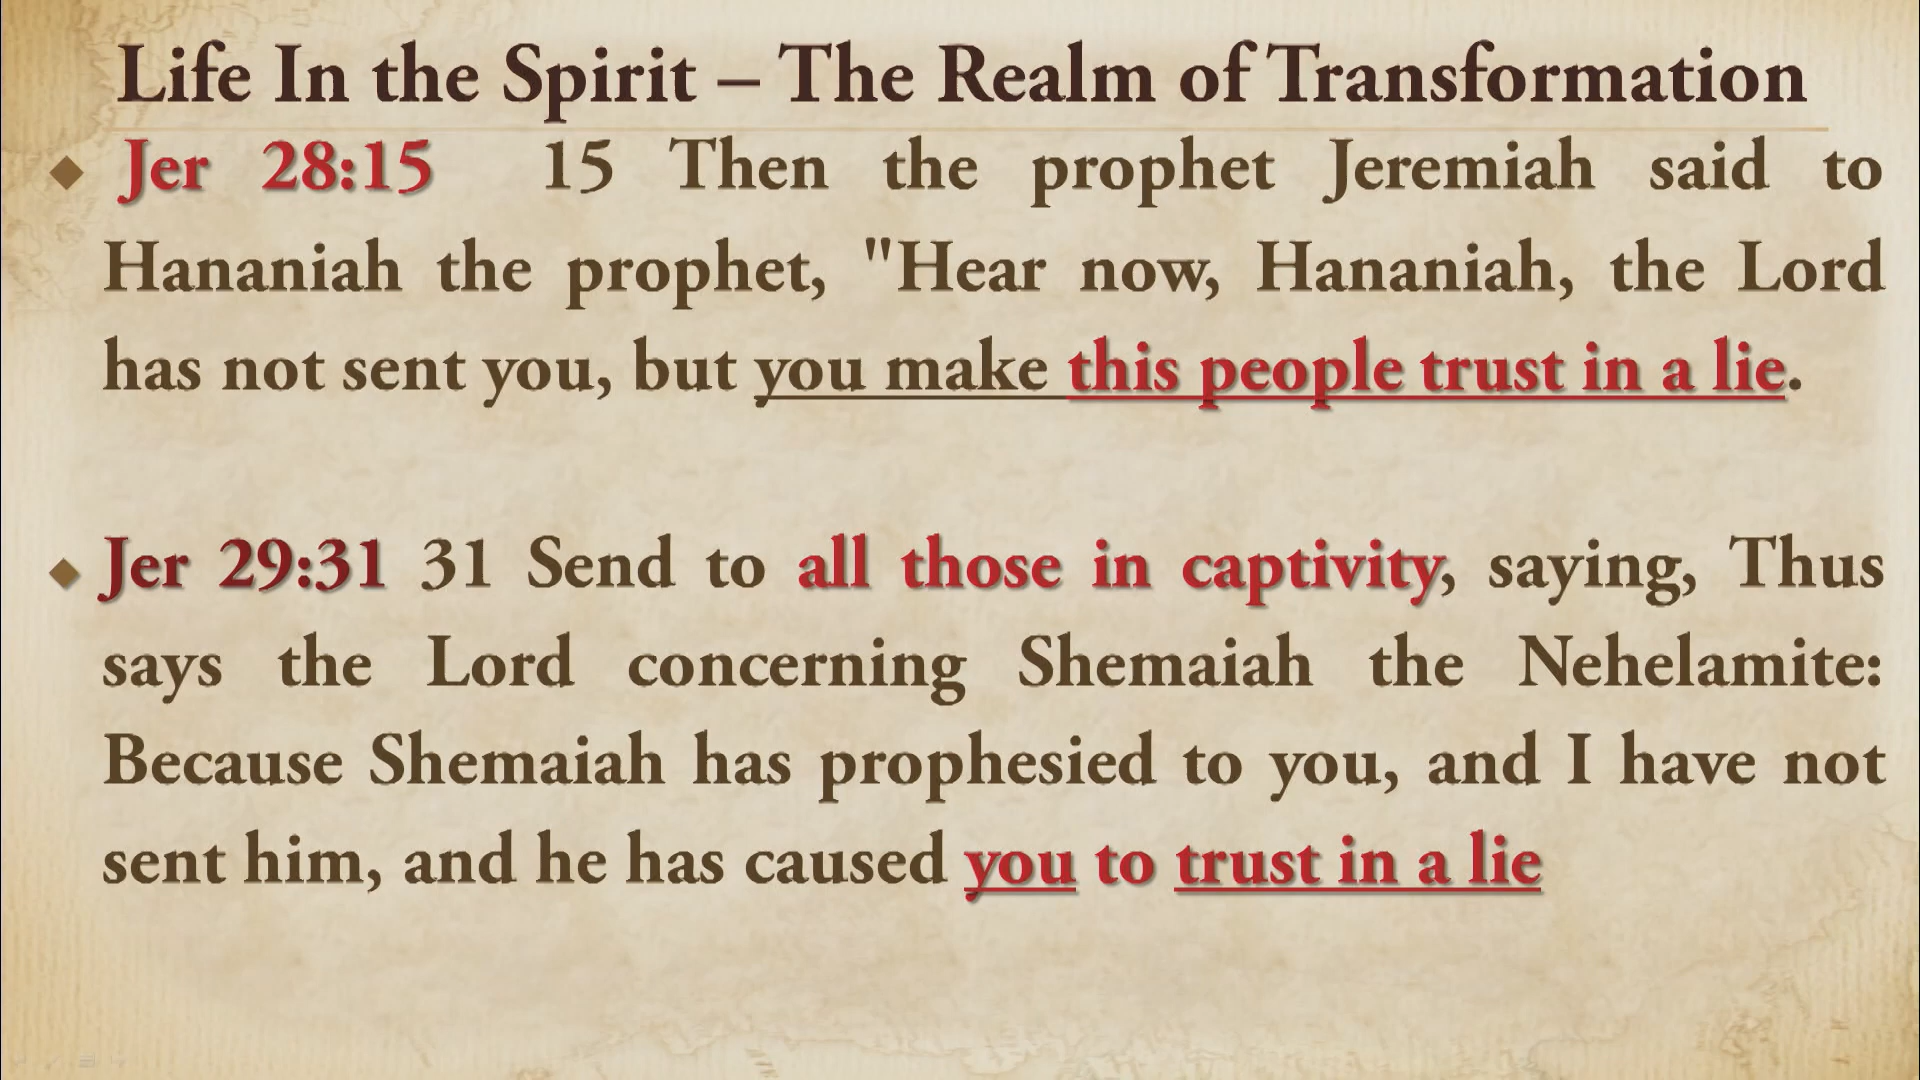 Life In the Spirit – The Realm of Transformation
Jer 28:15 15 Then the prophet Jeremiah said to
Hananiah the prophet, "Hear now, Hananiah, the Lord
has not sent you, but you make this people trust in a lie.
Jer 29:31 31 Send to all those in captivity, saying, Thus
says the Lord concerning Shemaiah the Nehelamite:
Because Shemaiah has prophesied to you, and I have not
sent him, and he has caused you to trust in a lie